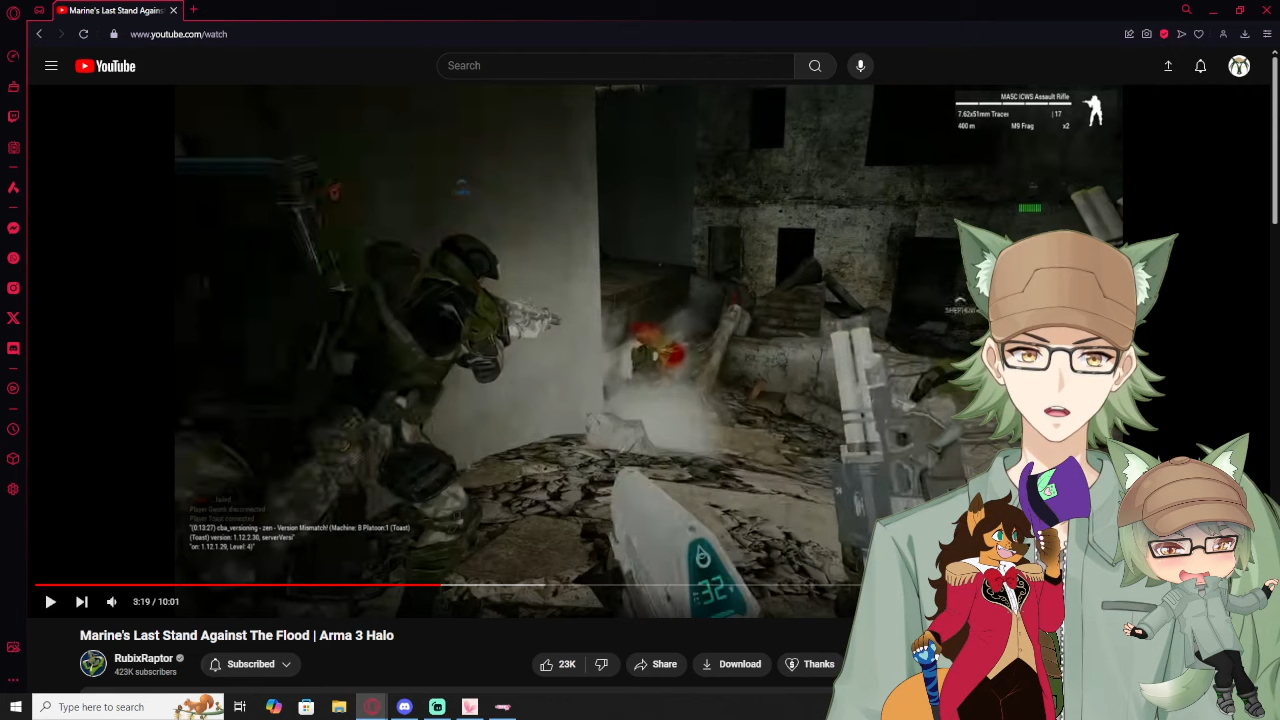 Marine's Last Stand Agains
www.youtube.com/watch
YouTube
Search
MA5C ICWS Assault Rifle
7.62x51mm Tracer
| 17
400 m
M9 Frag
x2
failed
Player Gwonk disconnected
Player Toast connected
"(0:13:27) cba_versioning - zen - Version Mismatch! (Machine: B Platoon:1 (Toast)
(Toast) version: 1.12.2.30, serverVersi"
"on: 1.12.1.29, Level: 4)"
32
3:19 / 10:01
Marine's Last Stand Against The Flood | Arma 3 Halo
RubixRaptor
423K subscribers
Subscribed
23K
Share
Download
Thanks
Type here to search